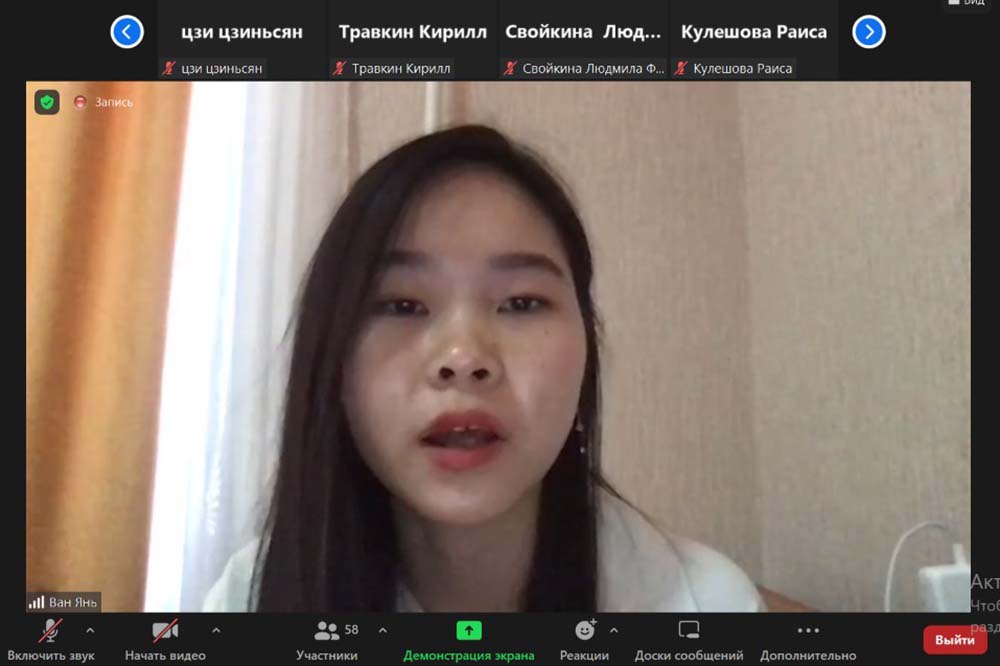 Вид
цзи цзиньсян
Травкин Кирилл
Свойкина Люд...
Кулешова Раиса
цзи цзиньсян
Травкин Кирилл
Свойкина Людмила Ф...
Кулешова Раиса
Запись
Ван Янь
Акт
Чтоб
разд
58
Включить звук
Начать видео
Участники
Демонстрация экрана
Реакции
Доски сообщений
Дополнительно
Выйти